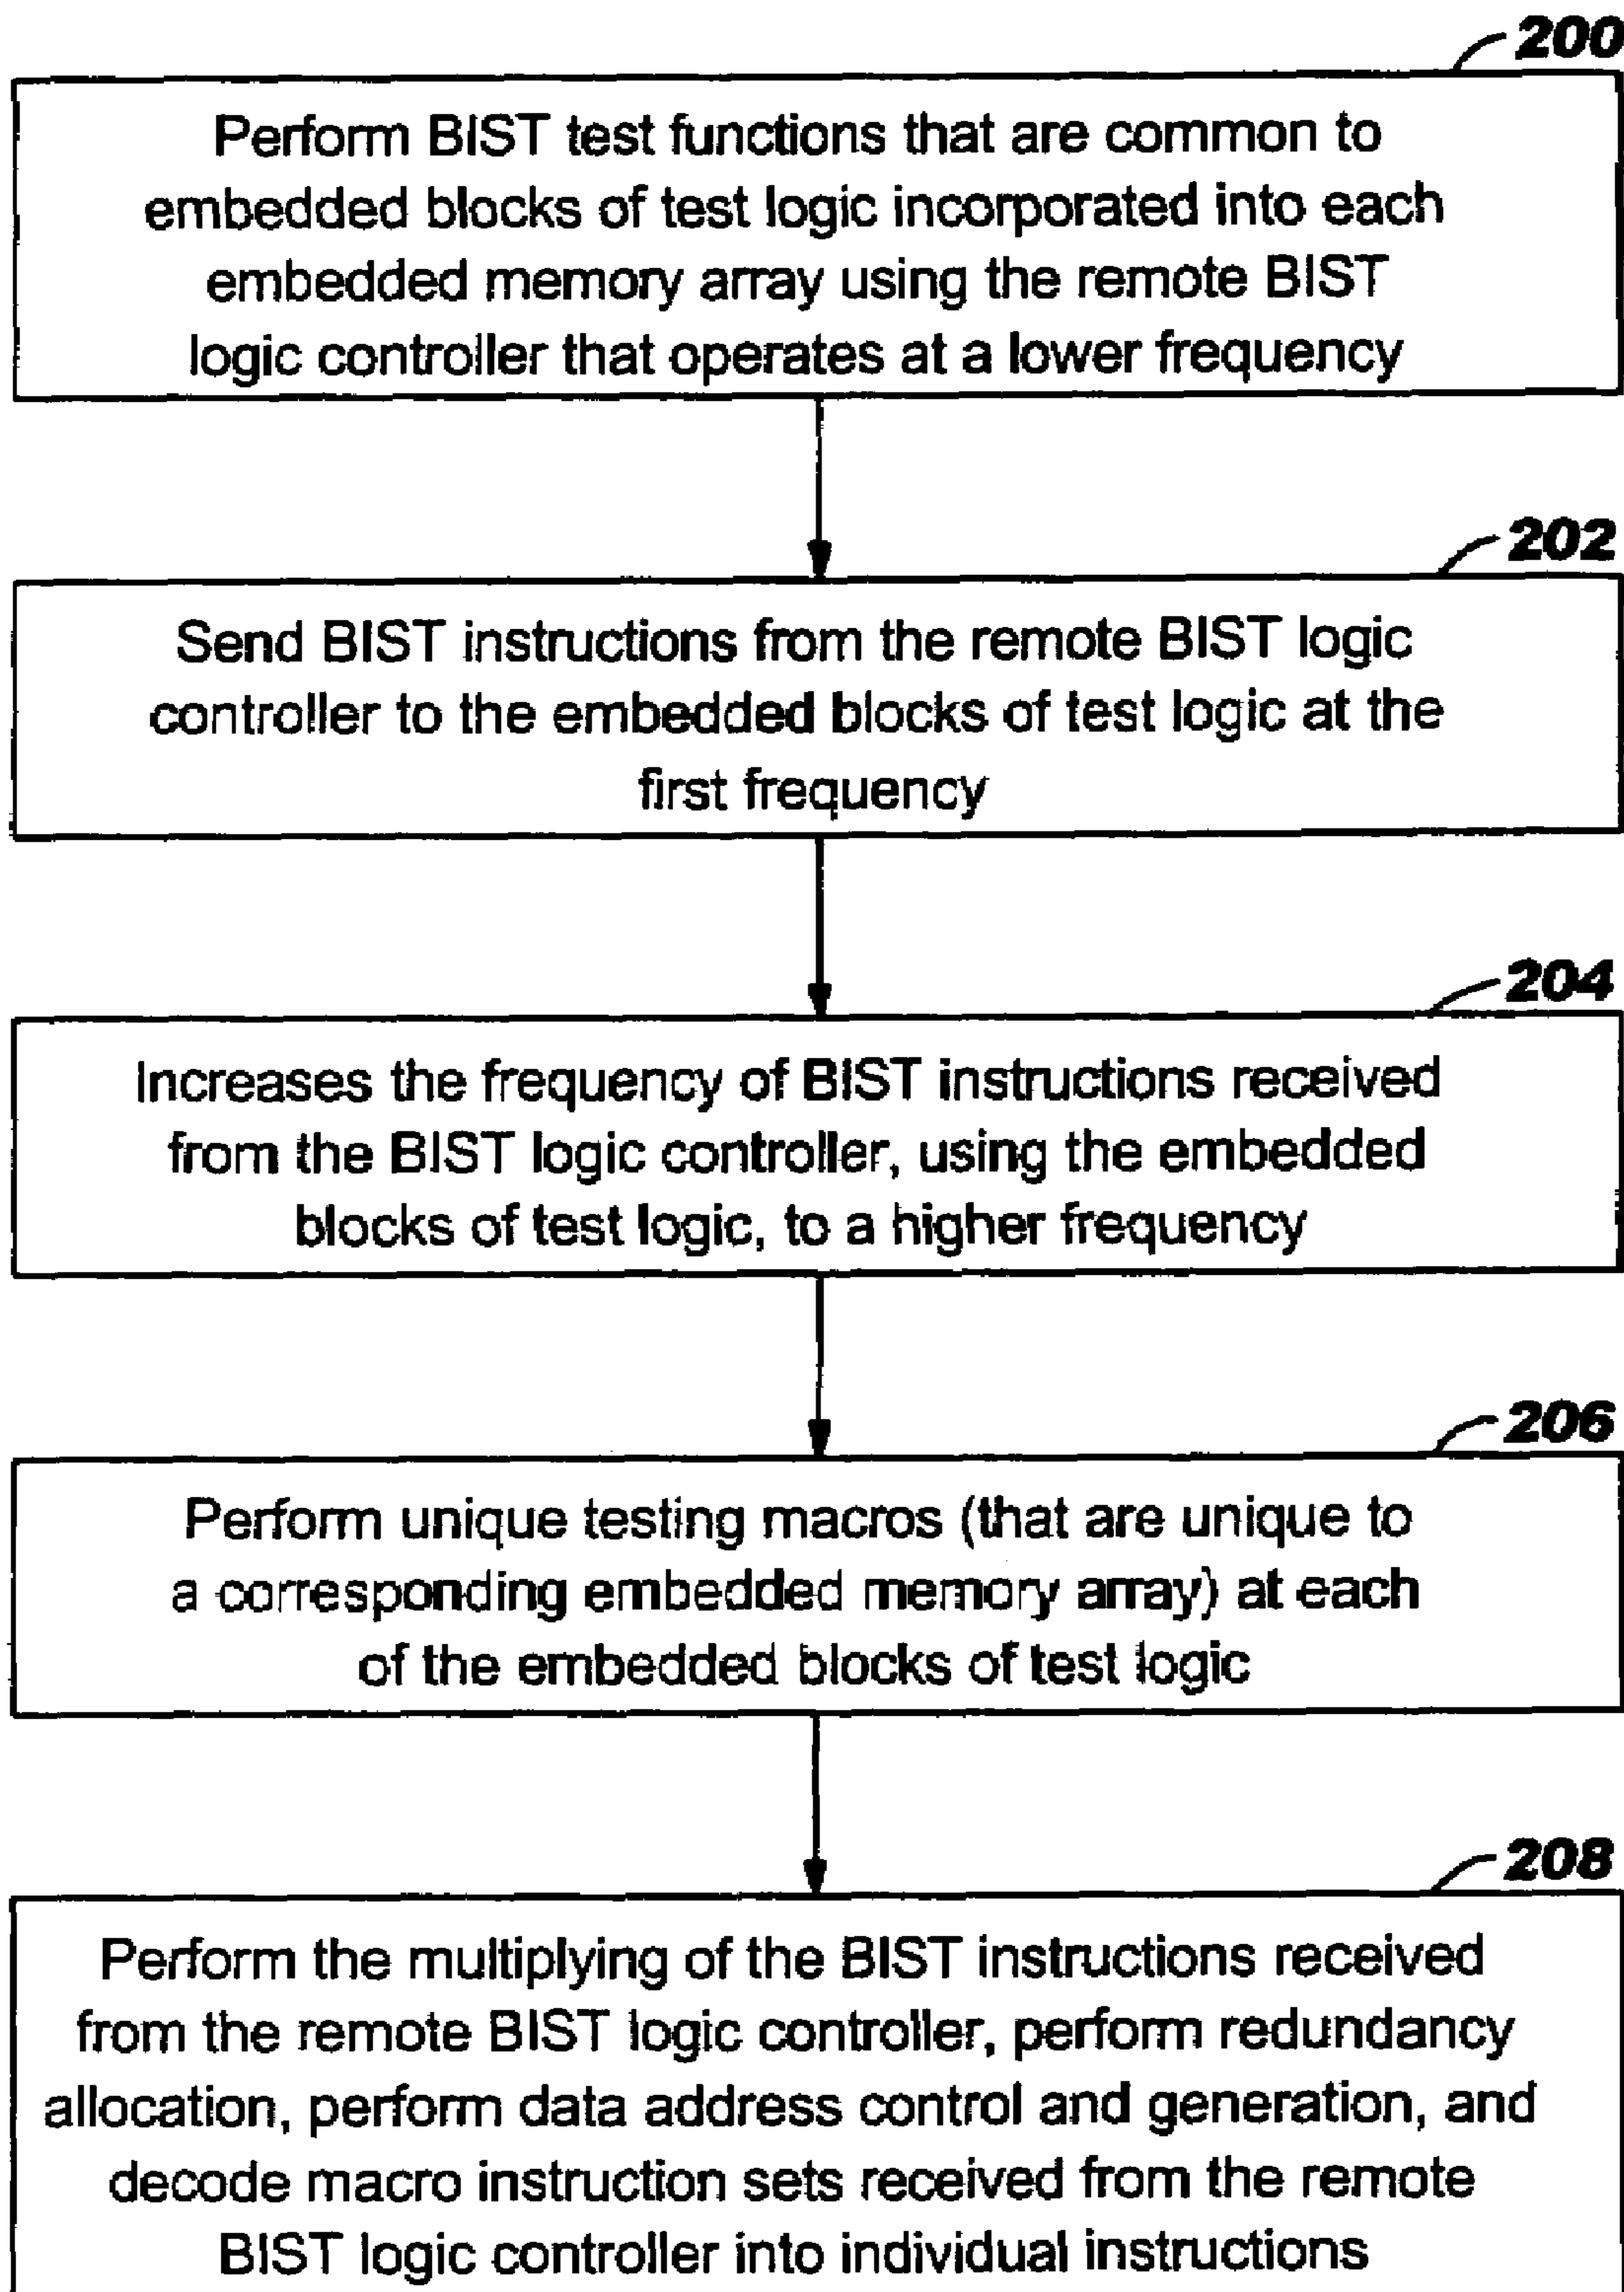 200
Perform BIST test functions that are common to
embedded blocks of test logic incorporated into each
embedded memory array using the remote BIST
logic controller that operates at a lower frequency
202
Send BIST instructions from the remote BIST logic
controller to the embedded blocks of test logic at the
first frequency
204
Increases the frequency of BIST instructions received
from the BIST logic controller, using the embedded
blocks of test logic, to a higher frequency
206
Perform unique testing macros (that are unique to
a corresponding embedded memory array) at each
of the embedded blocks of test logic
208
Perform the multiplying of the BIST instructions received
from the remote BIST logic controller, perform redundancy
allocation, perform data address control and generation, and
decode macro instruction sets received from the remote
BIST logic controller into individual instructions